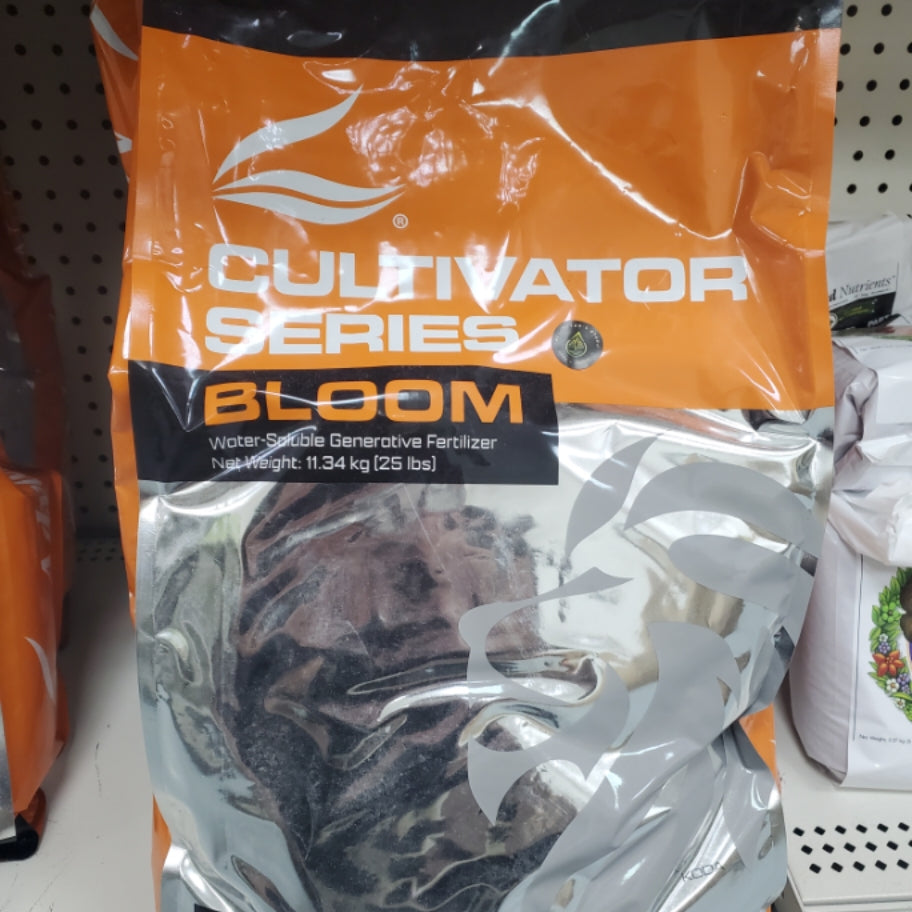 ®
CULTIVATOR
SERIES
BLOOM
Water-Soluble Generative Fertilizer
Net Weight: 11.34 kg (25 lbs)
Nutrients